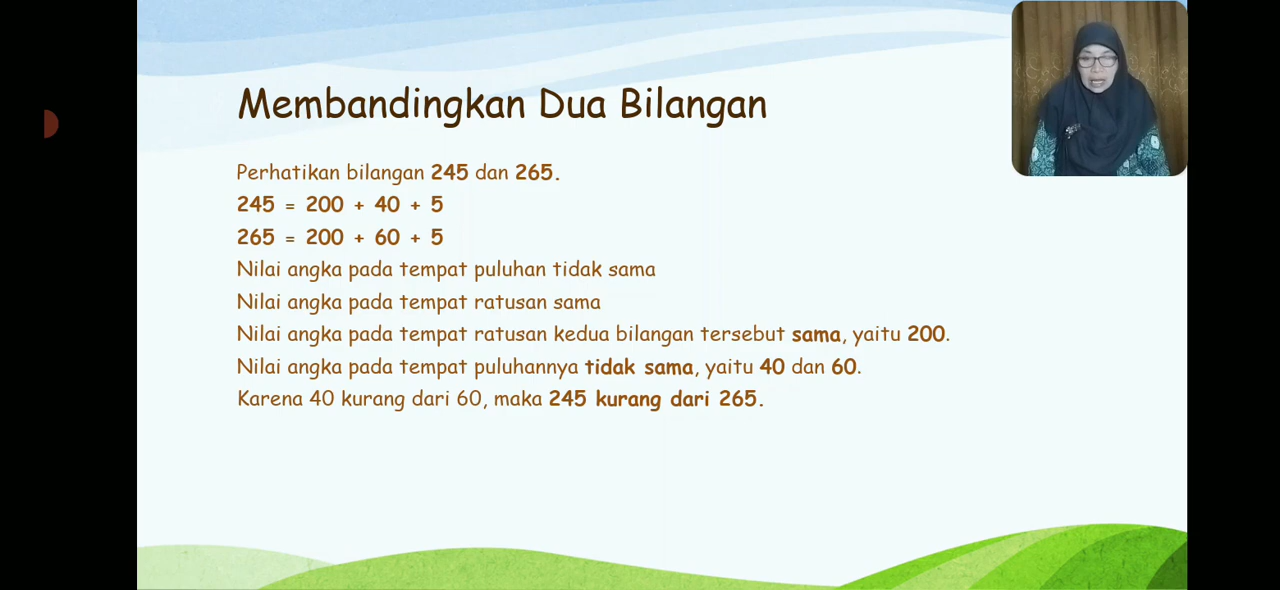 Membandingkan Dua Bilangan
Perhatikan bilangan 245 dan 265.
245 = 200 + 40 + 5
265 = 200 + 60 + 5
Nilai angka pada tempat puluhan tidak sama
Nilai angka pada tempat ratusan sama
Nilai angka pada tempat ratusan kedua bilangan tersebut sama, yaitu 200.
Nilai angka pada tempat puluhannya tidak sama, yaitu 40 dan 60.
Karena 40 kurang dari 60, maka 245 kurang dari 265.